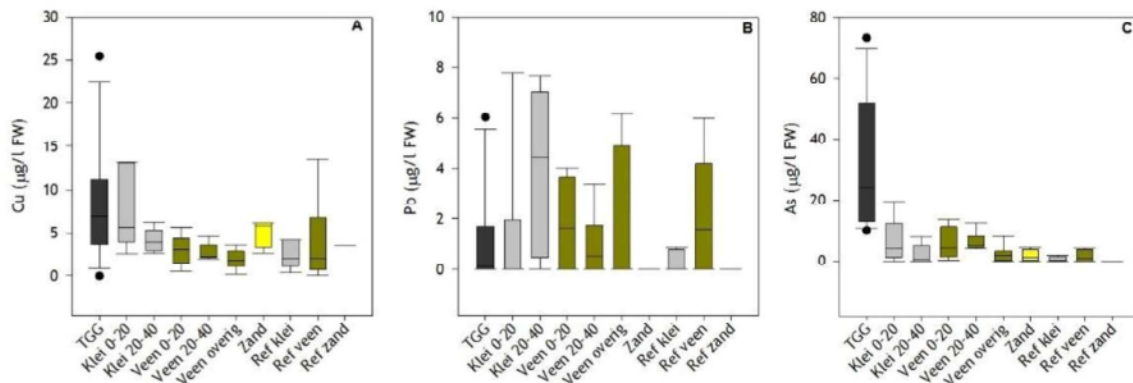 A
30
25
20
15
10
5
0
Cu (µg/l FW)
TGG
Klei 0-20
Klei 20-40
Veen 0-20
Veen 20-40
Veen overig
Zand
Ref klei
Ref veen
Ref zand
B
10
8
6
4
2
0
Pb (µg/l FW)
TGG
Klei 0-20
Klei 20-40
Veen 0-20
Veen 20-40
Veen overig
Zand
Ref klei
Ref veen
Ref zand
C
80
60
40
20
0
As (µg/l FW)
TGG
Klei 0-20
Klei 20-40
Veen 0-20
Veen 20-40
Veen overig
Zand
Ref klei
Ref veen
Ref zand